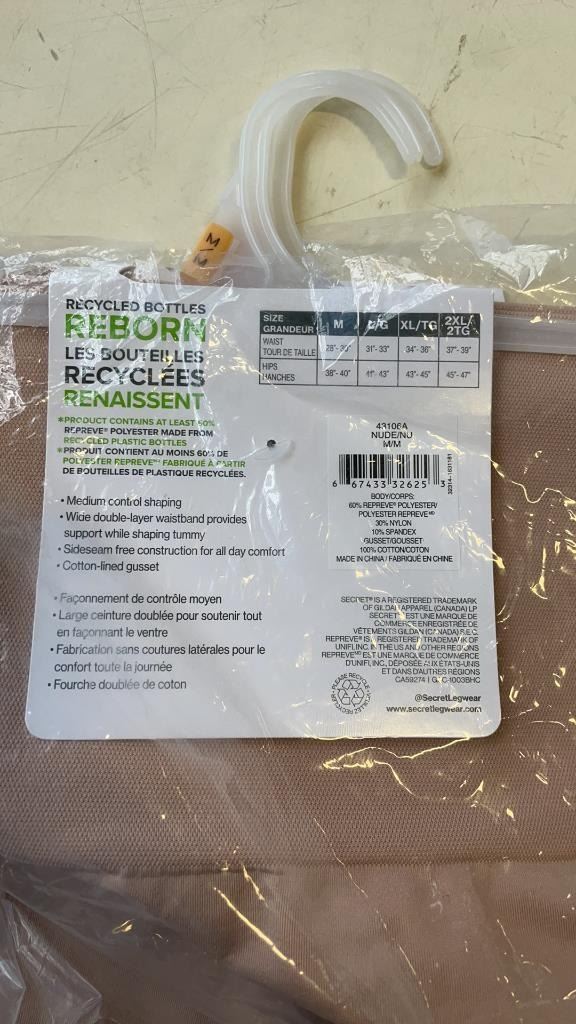 M/M
RECYCLED BOTTLES
REBORN
LES BOUTEILLES
RECYCLÉES
RENAISSENT
*PRODUCT CONTAINS AT LEAST 60%
REPREVE® POLYESTER MADE FROM
RECYCLED PLASTIC BOTTLES
*PRODUIT CONTIENT AU MOINS 60% DE
POLYESTER REPREVE FABRIQUÉ À PARTIR
DE BOUTEILLES DE PLASTIQUE RECYCLÉES.
• Medium control shaping
• Wide double-layer waistband provides
support while shaping tummy
• Sideseam free construction for all day comfort
• Cotton-lined gusset
• Façonnement de contrôle moyen
• Large ceinture doublée pour soutenir tout
en façonnant le ventre
• Fabrication sans coutures latérales pour le
confort toute la journée
• Fourche doublée de coton
SIZE GRANDEUR M L/G XL/TG 2XL/2TG
WAIST TOUR DE TAILLE 28"- 30" 31"- 33" 34"- 36" 37"- 39"
HIPS HANCHES 38"- 40" 41"- 43" 43"- 45" 45"- 47"
43106A
NUDE/NU
M/M
6 67433 32625 3
BODY/CORPS:
60% REPREVE® POLYESTER/
POLYESTER REPREVE MD
30% NYLON
10% SPANDEX
GUSSET/GOUSSET
100% COTTON/COTON
MADE IN CHINA / FABRIQUÉ EN CHINE
SECRET® IS A REGISTERED TRADEMARK
OF GILDAN APPAREL (CANADA) LP
SECRET EST UNE MARQUE DE
COMMERCE ENREGISTRÉE DE
VÊTEMENTS GILDAN (CANADA) S.E.C.
REPREVE® IS A REGISTERED TRADEMARK OF
UNIFI, INC. IN THE US AND OTHER REGIONS
REPREVE MD EST UNE MARQUE DE COMMERCE
D'UNIFI, INC., DÉPOSÉE AUX ÉTATS-UNIS
ET DANS D'AUTRES RÉGIONS
PLEASE RECYCLE
@SecretLegwear
www.secretlegwear.com